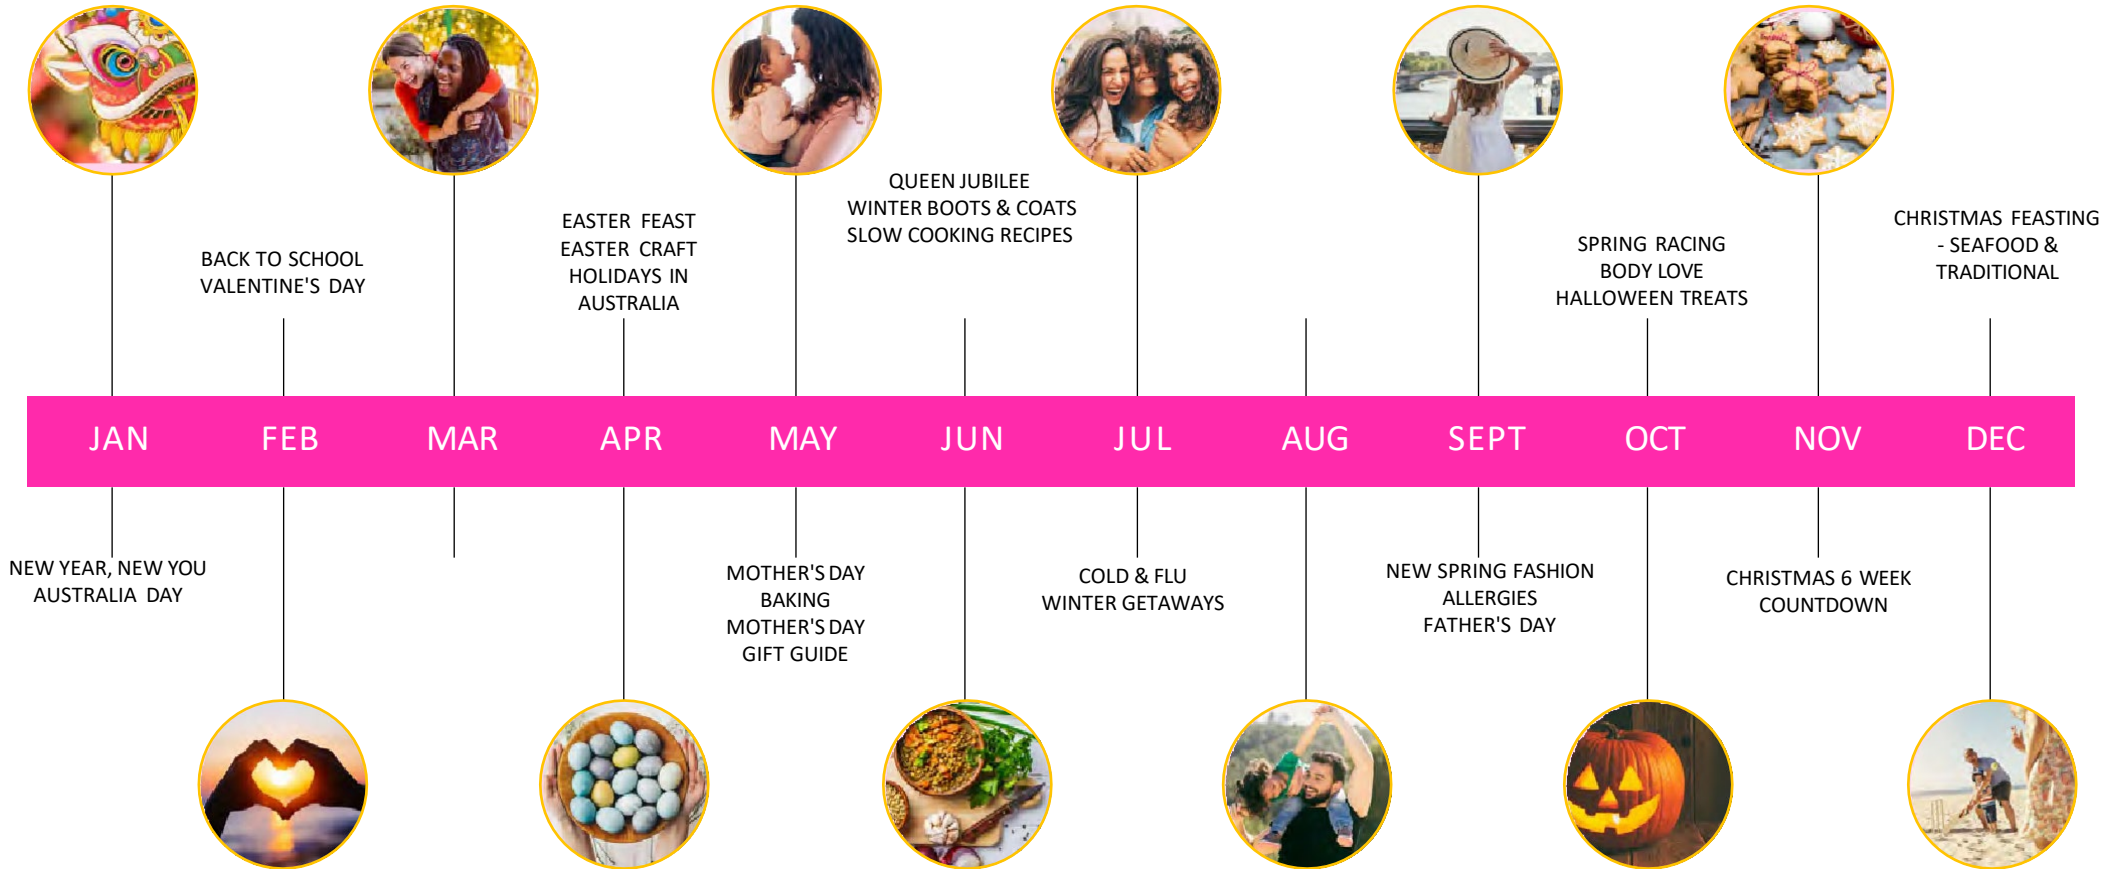 QUEEN JUBILEE
WINTER BOOTS & COATS
SLOW COOKING RECIPES
EASTER FEAST
EASTER CRAFT
HOLIDAYS IN
AUSTRALIA
CHRISTMAS FEASTING
- SEAFOOD &
TRADITIONAL
SPRING RACING
BODY LOVE
HALLOWEEN TREATS
BACK TO SCHOOL
VALENTINE'S DAY
JAN FEB MAR APR MAY JUN JUL AUG SEPT OCT NOV DEC
NEW YEAR, NEW YOU
AUSTRALIA DAY
MOTHER'S DAY
BAKING
MOTHER'S DAY
GIFT GUIDE
COLD & FLU
WINTER GETAWAYS
NEW SPRING FASHION
ALLERGIES
FATHER'S DAY
CHRISTMAS 6 WEEK
COUNTDOWN